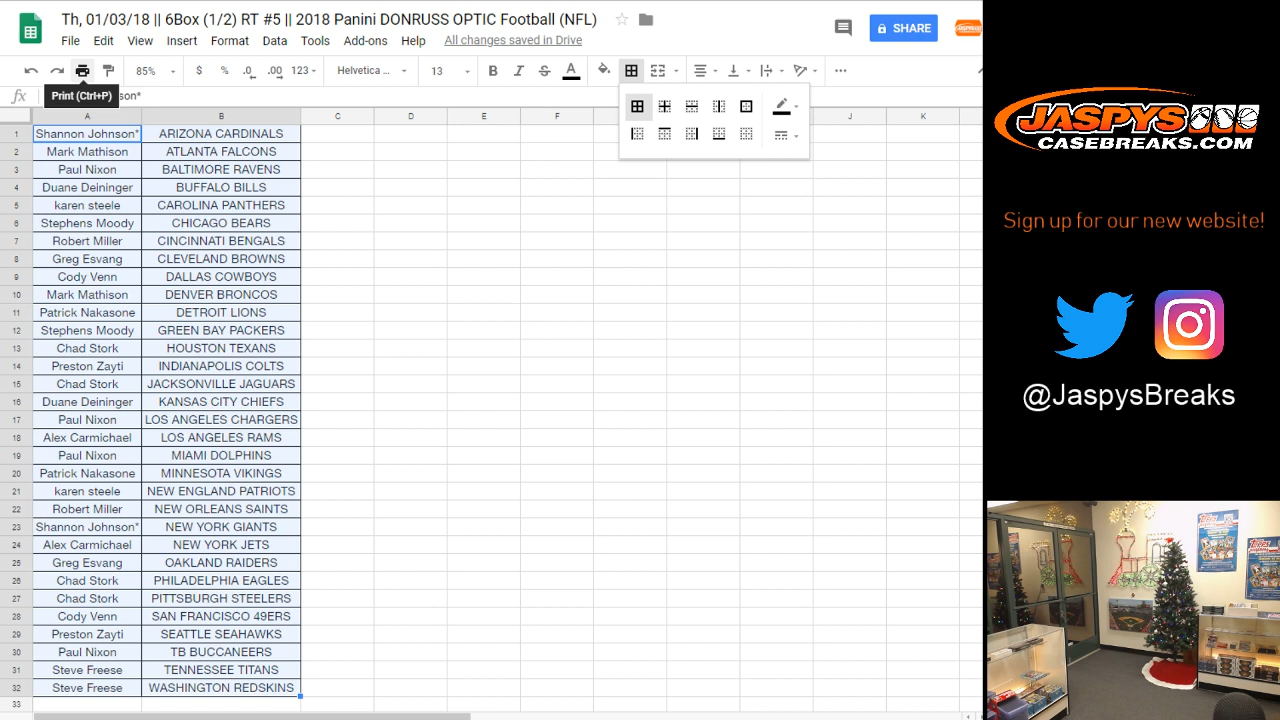 Th, 01/03/18 || 6Box (1/2) RT #5 || 2018 Panini DONRUSS OPTIC Football (NFL)
File Edit View Insert Format Data Tools Add-ons Help All changes saved in Drive
SHARE
85% $ % .0 .00 123 Helvetica ... 13 B I S A
Print (Ctrl+P)
fx son*
A B C D E F J K
1 Shannon Johnson* ARIZONA CARDINALS
2 Mark Mathison ATLANTA FALCONS
3 Paul Nixon BALTIMORE RAVENS
4 Duane Deininger BUFFALO BILLS
5 karen steele CAROLINA PANTHERS
6 Stephens Moody CHICAGO BEARS
7 Robert Miller CINCINNATI BENGALS
8 Greg Esvang CLEVELAND BROWNS
9 Cody Venn DALLAS COWBOYS
10 Mark Mathison DENVER BRONCOS
11 Patrick Nakasone DETROIT LIONS
12 Stephens Moody GREEN BAY PACKERS
13 Chad Stork HOUSTON TEXANS
14 Preston Zayti INDIANAPOLIS COLTS
15 Chad Stork JACKSONVILLE JAGUARS
16 Duane Deininger KANSAS CITY CHIEFS
17 Paul Nixon LOS ANGELES CHARGERS
18 Alex Carmichael LOS ANGELES RAMS
19 Paul Nixon MIAMI DOLPHINS
20 Patrick Nakasone MINNESOTA VIKINGS
21 karen steele NEW ENGLAND PATRIOTS
22 Robert Miller NEW ORLEANS SAINTS
23 Shannon Johnson* NEW YORK GIANTS
24 Alex Carmichael NEW YORK JETS
25 Greg Esvang OAKLAND RAIDERS
26 Chad Stork PHILADELPHIA EAGLES
27 Chad Stork PITTSBURGH STEELERS
28 Cody Venn SAN FRANCISCO 49ERS
29 Preston Zayti SEATTLE SEAHAWKS
30 Paul Nixon TB BUCCANEERS
31 Steve Freese TENNESSEE TITANS
32 Steve Freese WASHINGTON REDSKINS
33
JASPYS
CASEBREAKS.COM
Sign up for our new website!
@JaspysBreaks